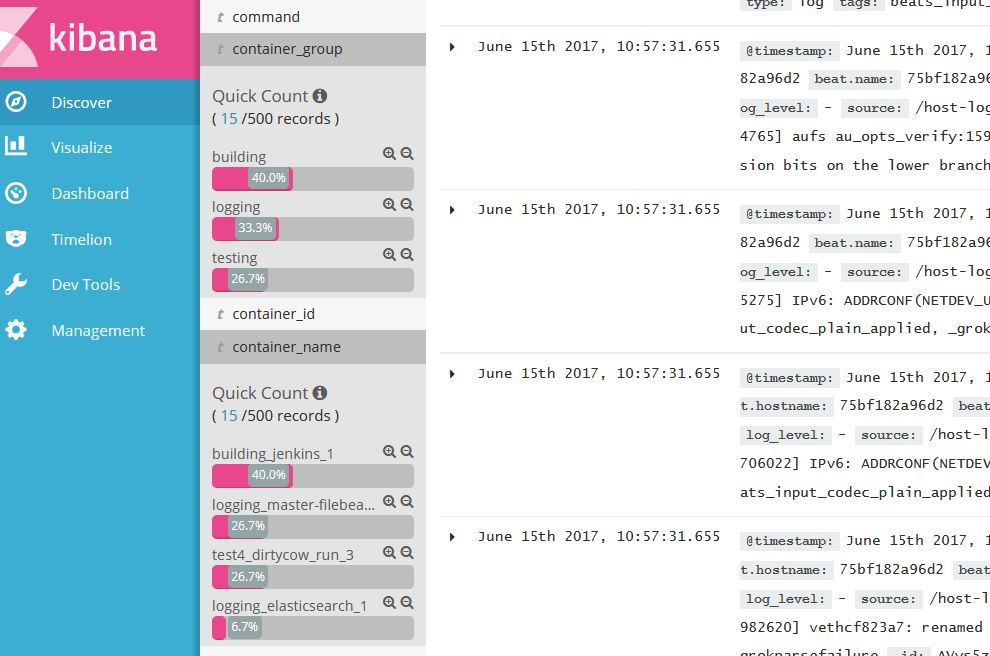 kibana
Discover
Visualize
Dashboard
Timelion
Dev Tools
Management
t command
t container_group
Quick Count
( 15 /500 records )
building
40.0%
logging
33.3%
testing
26.7%
t container_id
t container_name
Quick Count
( 15 /500 records )
building_jenkins_1
40.0%
logging_master-filebea...
26.7%
test4_dirtycow_run_3
26.7%
logging_elasticsearch_1
6.7%
type: log tags: beats_input_
June 15th 2017, 10:57:31.655
@timestamp: June 15th 2017, 1
82a96d2 beat.name: 75bf182a96
og_level: - source: /host-log
4765] aufs au_opts_verify:159
sion bits on the lower branch
June 15th 2017, 10:57:31.655
@timestamp: June 15th 2017, 1
82a96d2 beat.name: 75bf182a96
og_level: - source: /host-log
5275] IPv6: ADDRCONF(NETDEV_U
ut_codec_plain_applied, _grok
June 15th 2017, 10:57:31.655
@timestamp: June 15th 2017, 1
t.hostname: 75bf182a96d2 beat
log_level: - source: /host-l
706022] IPv6: ADDRCONF(NETDEV
ats_input_codec_plain_applied
June 15th 2017, 10:57:31.655
@timestamp: June 15th 2017, 1
t.hostname: 75bf182a96d2 beat
log_level: - source: /host-l
982620] vethcf823a7: renamed